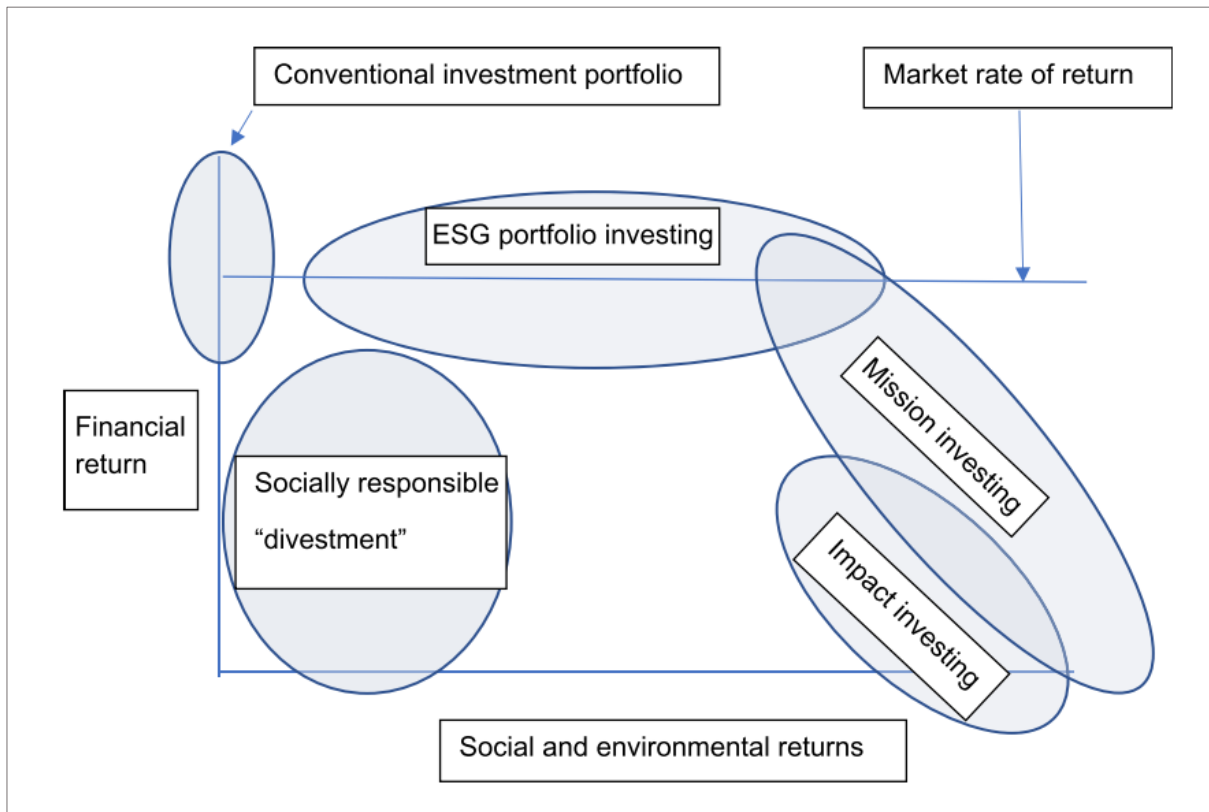 Conventional investment portfolio
Market rate of return
ESG portfolio investing
Mission investing
Financial
return
Socially responsible
“divestment”
Impact investing
Social and environmental returns